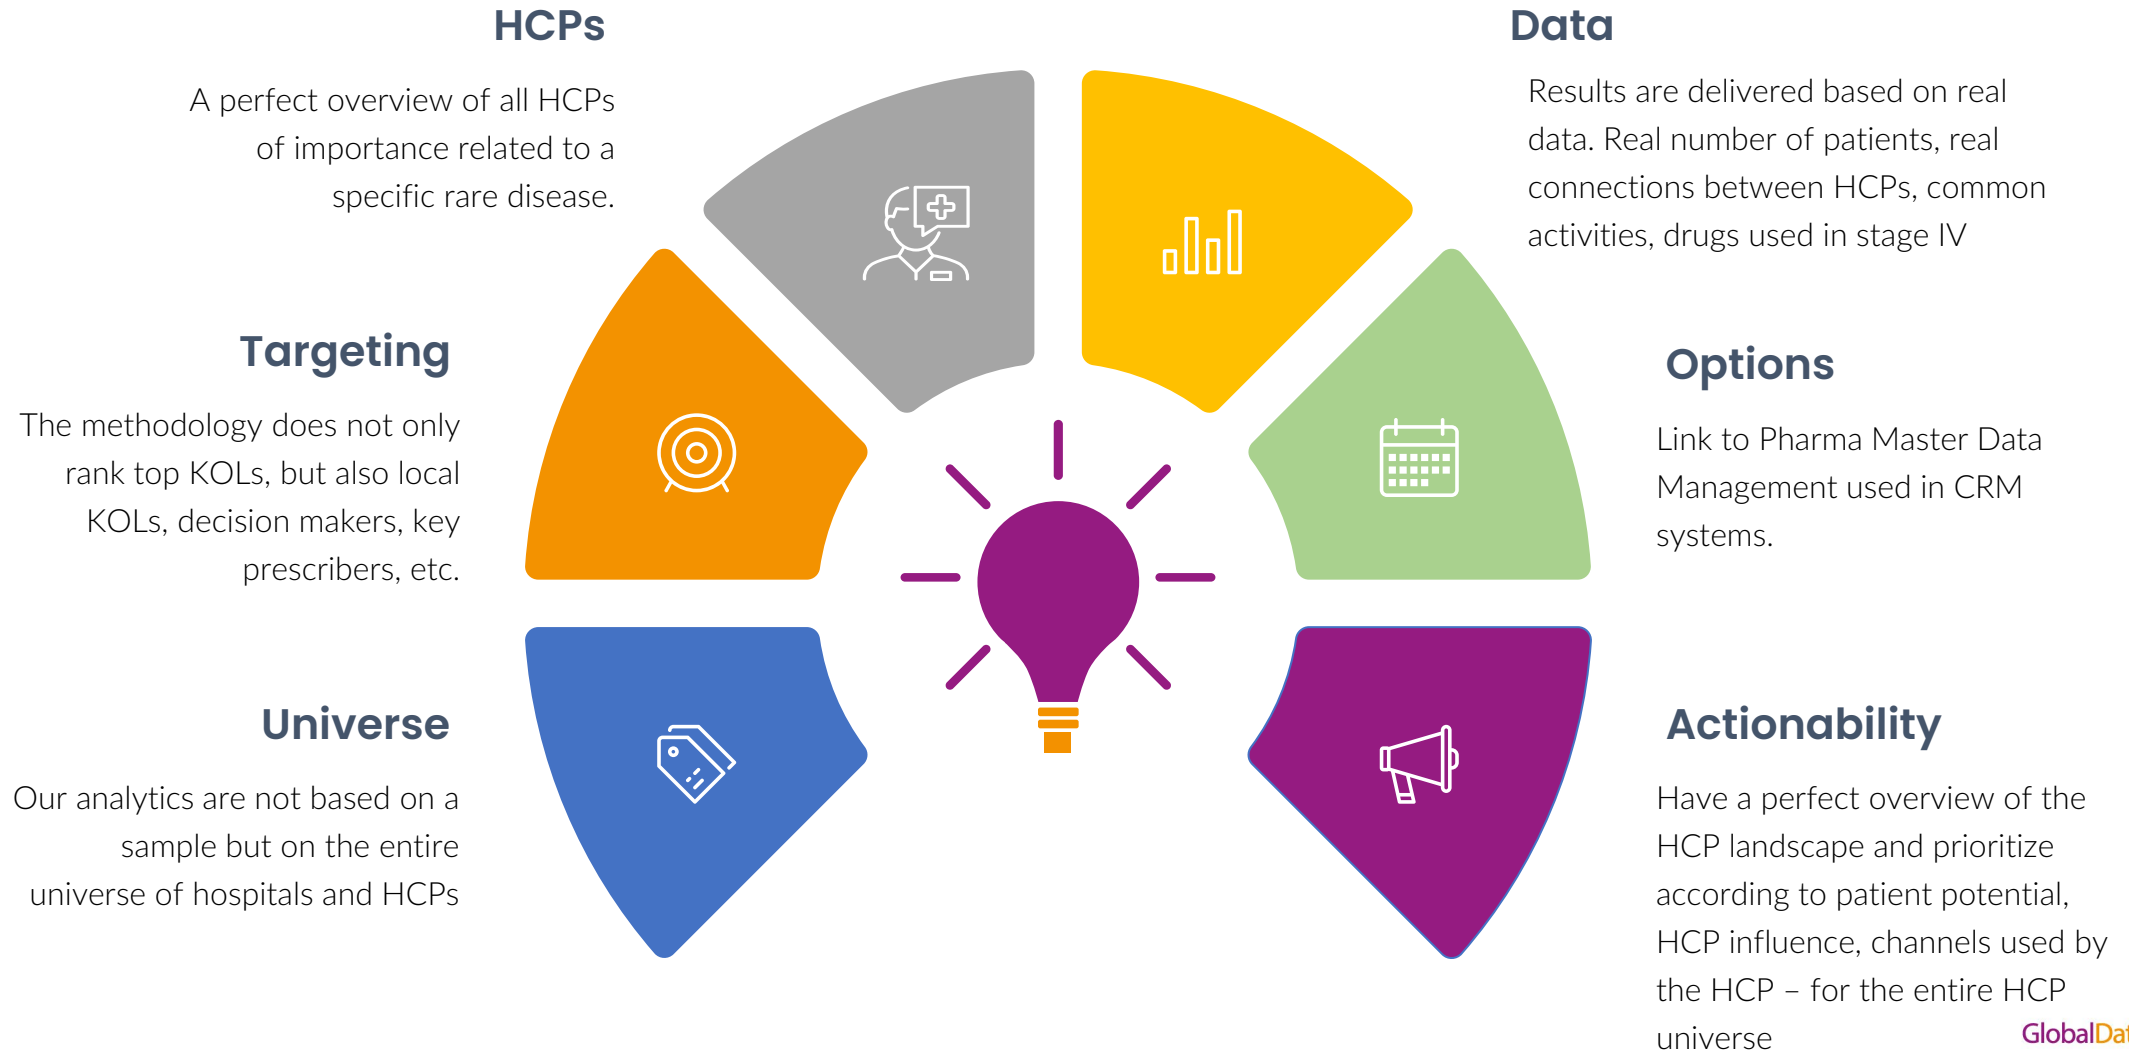 HCPs
A perfect overview of all HCPs
of importance related to a
specific rare disease.
Targeting
The methodology does not only
rank top KOLs, but also local
KOLs, decision makers, key
prescribers, etc.
Universe
Our analytics are not based on a
sample but on the entire
universe of hospitals and HCPs
Data
Results are delivered based on real
data. Real number of patients, real
connections between HCPs, common
activities, drugs used in stage IV
Options
Link to Pharma Master Data
Management used in CRM
systems.
Actionability
Have a perfect overview of the
HCP landscape and prioritize
according to patient potential,
HCP influence, channels used by
the HCP – for the entire HCP
universe
GlobalDat